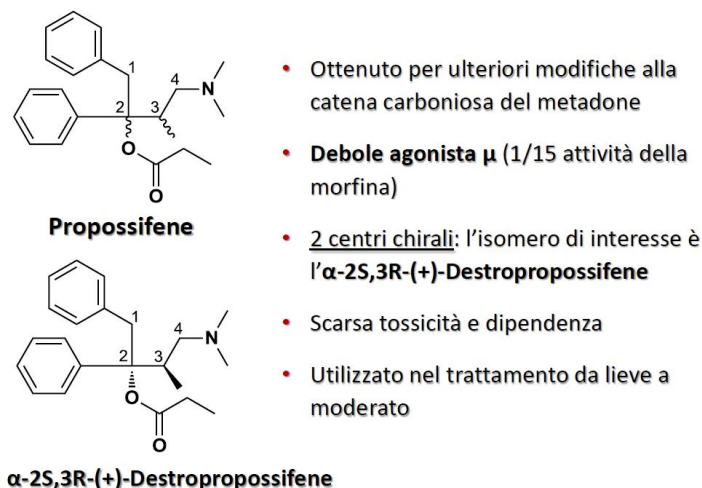 1
4
N
2
3
O
O
Propossifene
1
4
N
2
3
O
O
α-2S,3R-(+)-Destropropossifene
• Ottenuto per ulteriori modifiche alla
catena carboniosa del metadone
• Debole agonista μ (1/15 attività della
morfina)
• 2 centri chirali: l'isomero di interesse è
l'α-2S,3R-(+)-Destropropossifene
• Scarsa tossicità e dipendenza
• Utilizzato nel trattamento da lieve a
moderato